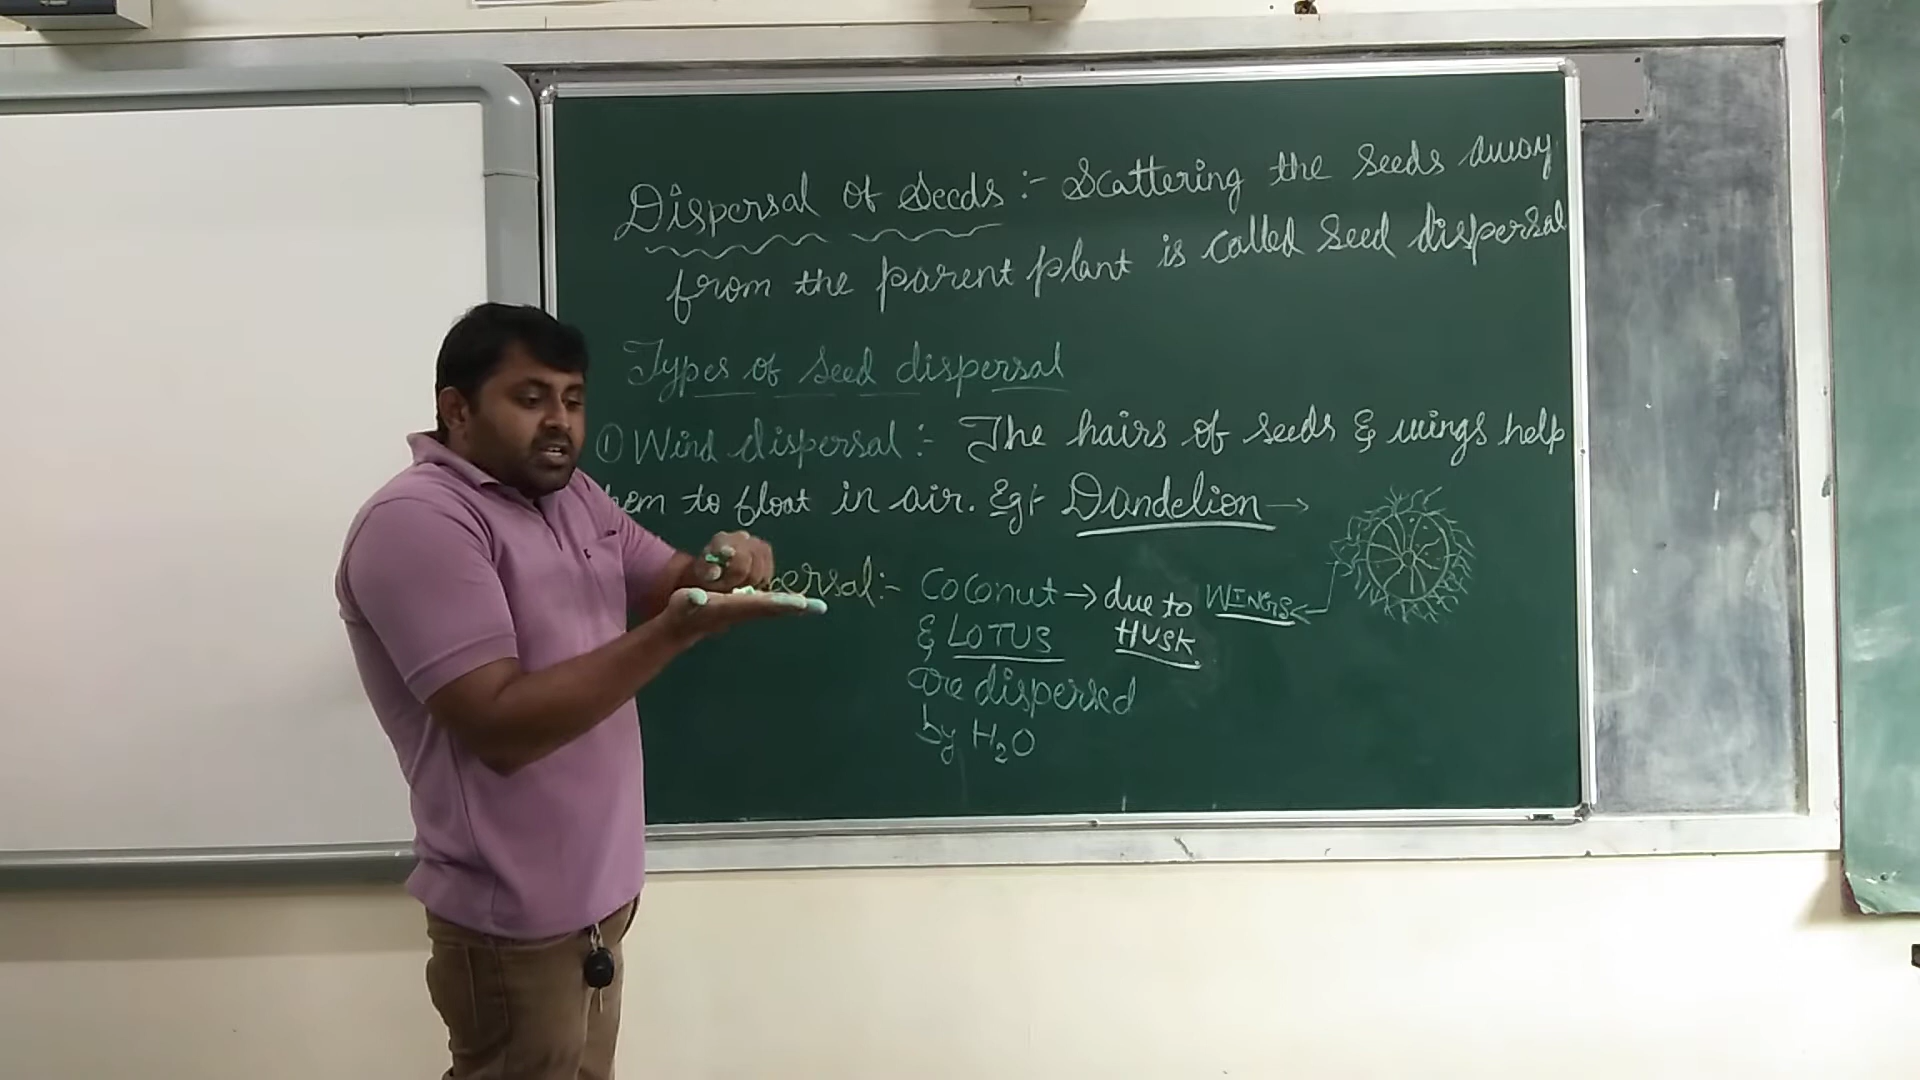 Dispersal of Seeds :- Scattering the seeds away
from the parent plant is called seed dispersal
Types of seed dispersal
① Wind dispersal :- The hairs of seeds & wings help
to float in air. Eg:- Dandelion →
persal :- Coconut → due to WINGS
& LOTUS HUSK
are dispersed
by H₂O